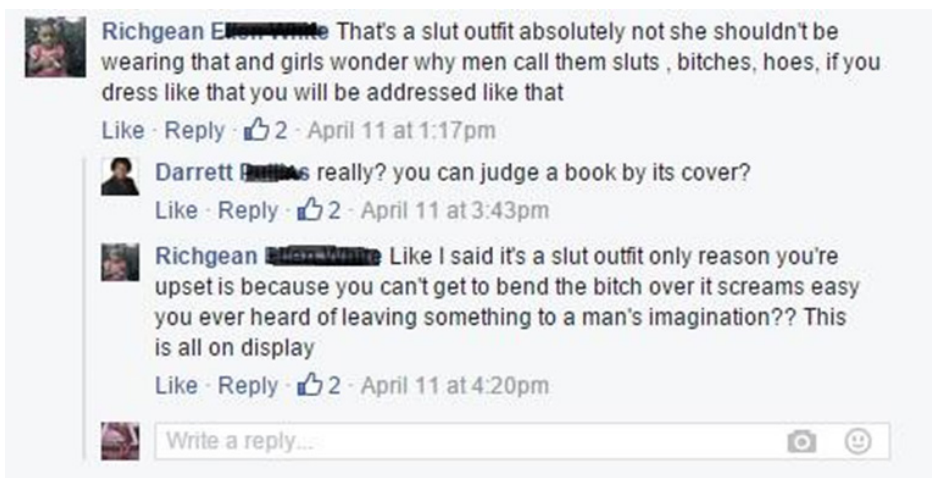 Richgean That's a slut outfit absolutely not she shouldn't be
wearing that and girls wonder why men call them sluts , bitches, hoes, if you
dress like that you will be addressed like that
Like · Reply · 2 · April 11 at 1:17pm
Darrett really? you can judge a book by its cover?
Like · Reply · 2 · April 11 at 3:43pm
Richgean Like I said it's a slut outfit only reason you're
upset is because you can't get to bend the bitch over it screams easy
you ever heard of leaving something to a man's imagination?? This
is all on display
Like · Reply · 2 · April 11 at 4:20pm
Write a reply...